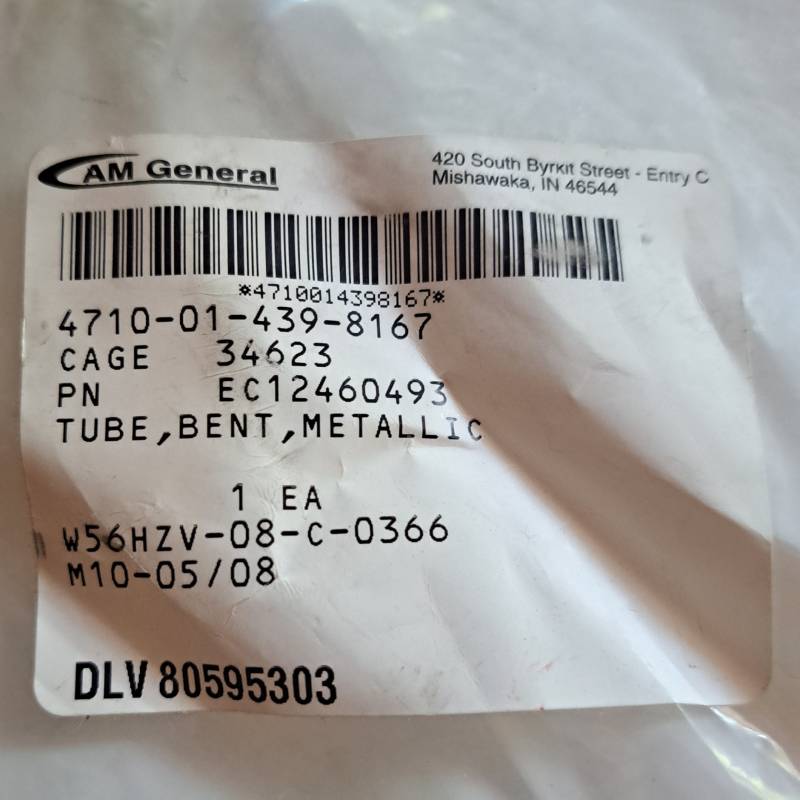 AM General
420 South Byrkit Street - Entry C
Mishawaka, IN 46544
*4710014398167*
4710-01-439-8167
CAGE 34623
PN EC12460493
TUBE,BENT,METALLIC
1 EA
W56HZV-08-C-0366
M10-05/08
DLV 80595303